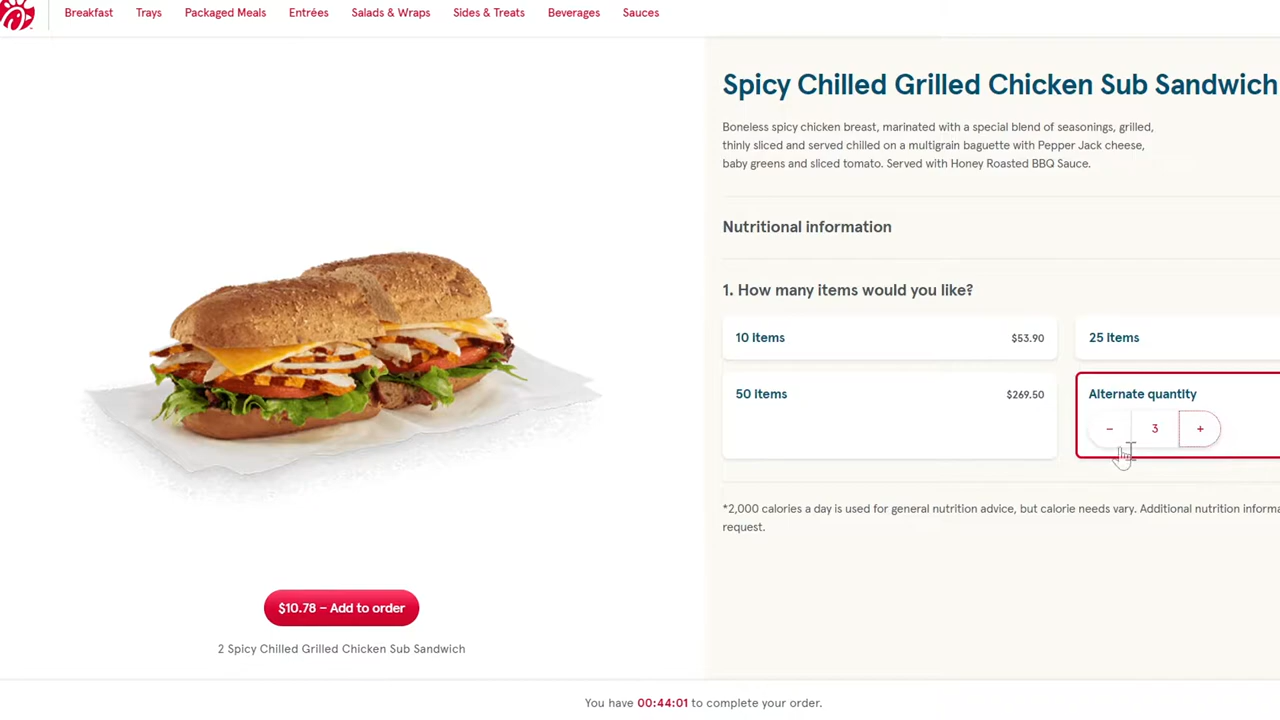 Breakfast Trays Packaged Meals Entrées Salads & Wraps Sides & Treats Beverages Sauces
Spicy Chilled Grilled Chicken Sub Sandwich
Boneless spicy chicken breast, marinated with a special blend of seasonings, grilled,
thinly sliced and served chilled on a multigrain baguette with Pepper Jack cheese,
baby greens and sliced tomato. Served with Honey Roasted BBQ Sauce.
Nutritional information
1. How many items would you like?
10 Items $53.90
25 Items
50 Items $269.50
Alternate quantity
− 3 +
*2,000 calories a day is used for general nutrition advice, but calorie needs vary. Additional nutrition
request.
$10.78 – Add to order
2 Spicy Chilled Grilled Chicken Sub Sandwich
You have 00:44:01 to complete your order.